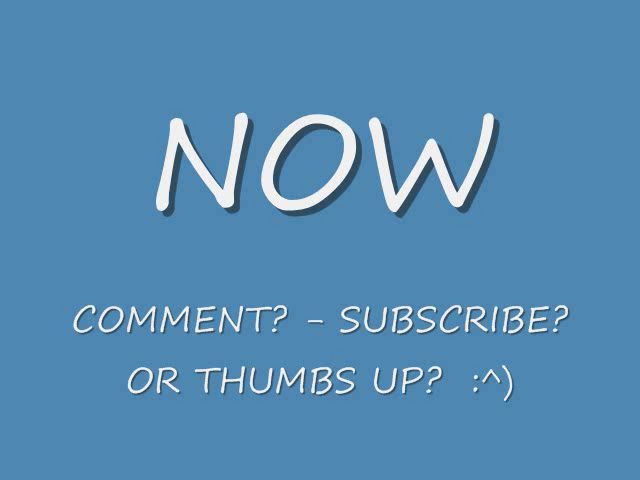 NOW
COMMENT? - SUBSCRIBE?
OR THUMBS UP? :^)